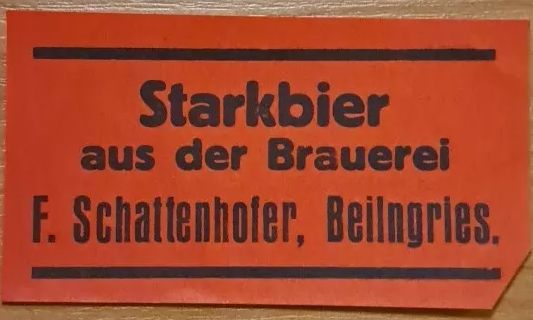 Starkbier
aus der Brauerei
F. Schattenhofer, Beilngries.